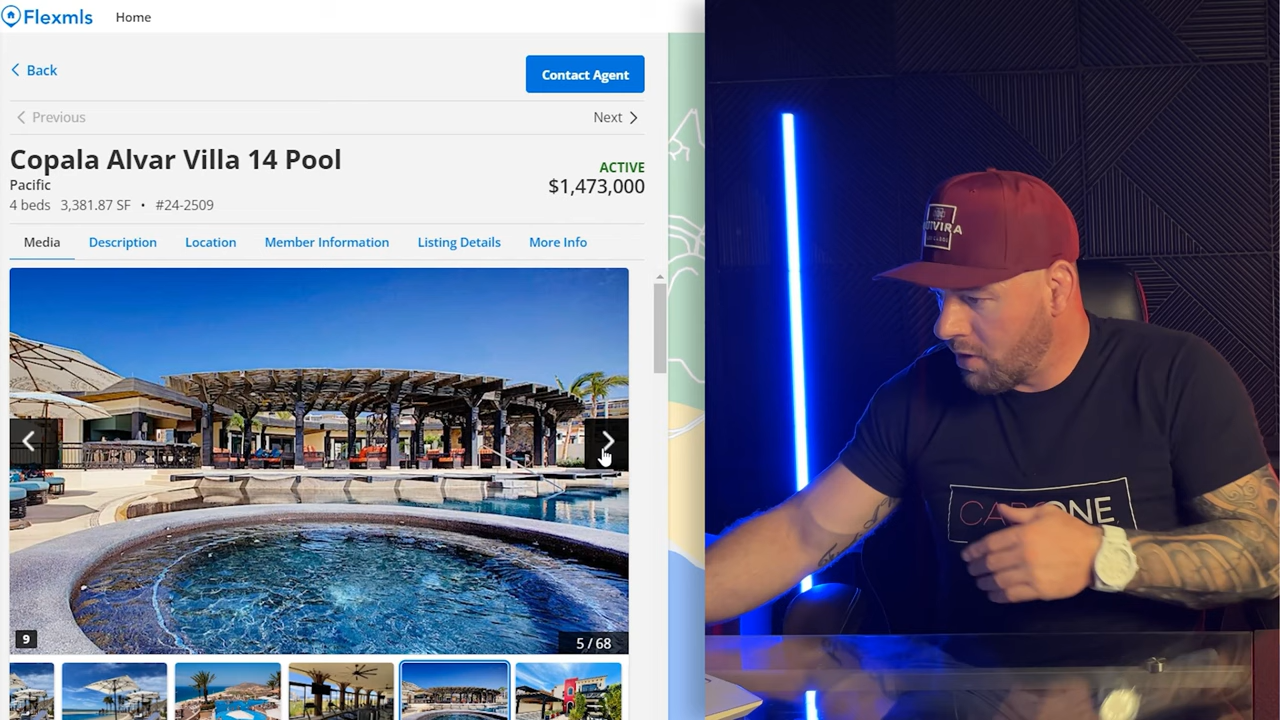 Flexmls Home
Back
Contact Agent
Previous
Next
Copala Alvar Villa 14 Pool
ACTIVE
Pacific
$1,473,000
4 beds 3,381.87 SF • #24-2509
Media Description Location Member Information Listing Details More Info
9
5 / 68